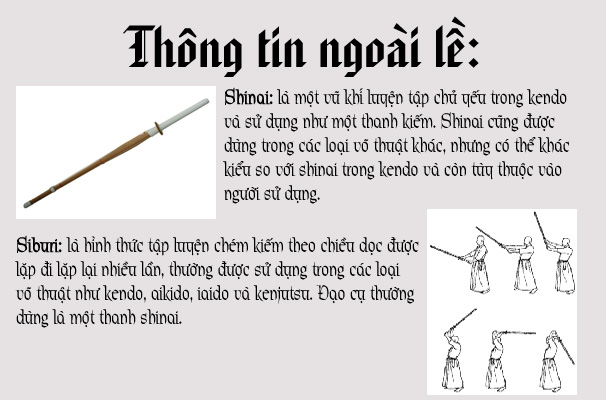 Thông tin ngoài lề:
Shinai: là một vũ khí luyện tập chủ yếu trong kendo
và sử dụng như một thanh kiếm. Shinai cũng được
dùng trong các loại võ thuật khác, nhưng có thể khác
kiểu so với shinai trong kendo và còn tùy thuộc vào
người sử dụng.
Siburi: là hình thức tập luyện chém kiếm theo chiều dọc được
lặp đi lặp lại nhiều lần, thường được sử dụng trong các loại
võ thuật như kendo, aikido, iaido và kenjutsu. Đạo cụ thường
dùng là một thanh shinai.